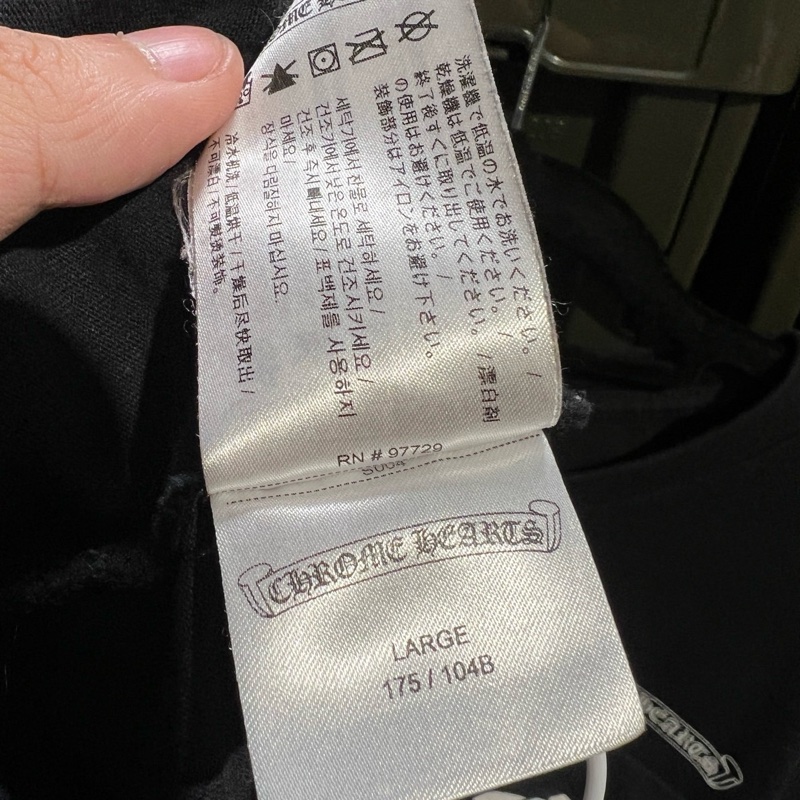 洗濯機で低温の水でお洗いください。/
乾燥機は低温でご使用ください。/
終了後すぐに取り出してください。/漂白剤
の使用はお避けください。/
装飾部分はアイロンをお避け下さい。
세탁기에서 찬물로 세탁하세요 /
건조기에서 낮은 온도로 건조시키세요 /
건조 후 즉시 빼내세요 / 표백제를 사용하지
마세요 /
장식을 다림질하지 마십시오.
冷水机洗 / 低温烘干 / 干燥后尽快取出 /
不可漂白 / 不可熨烫装饰。
RN # 97729
S004
CHROME HEARTS
LARGE
175 / 104B
HEARTS